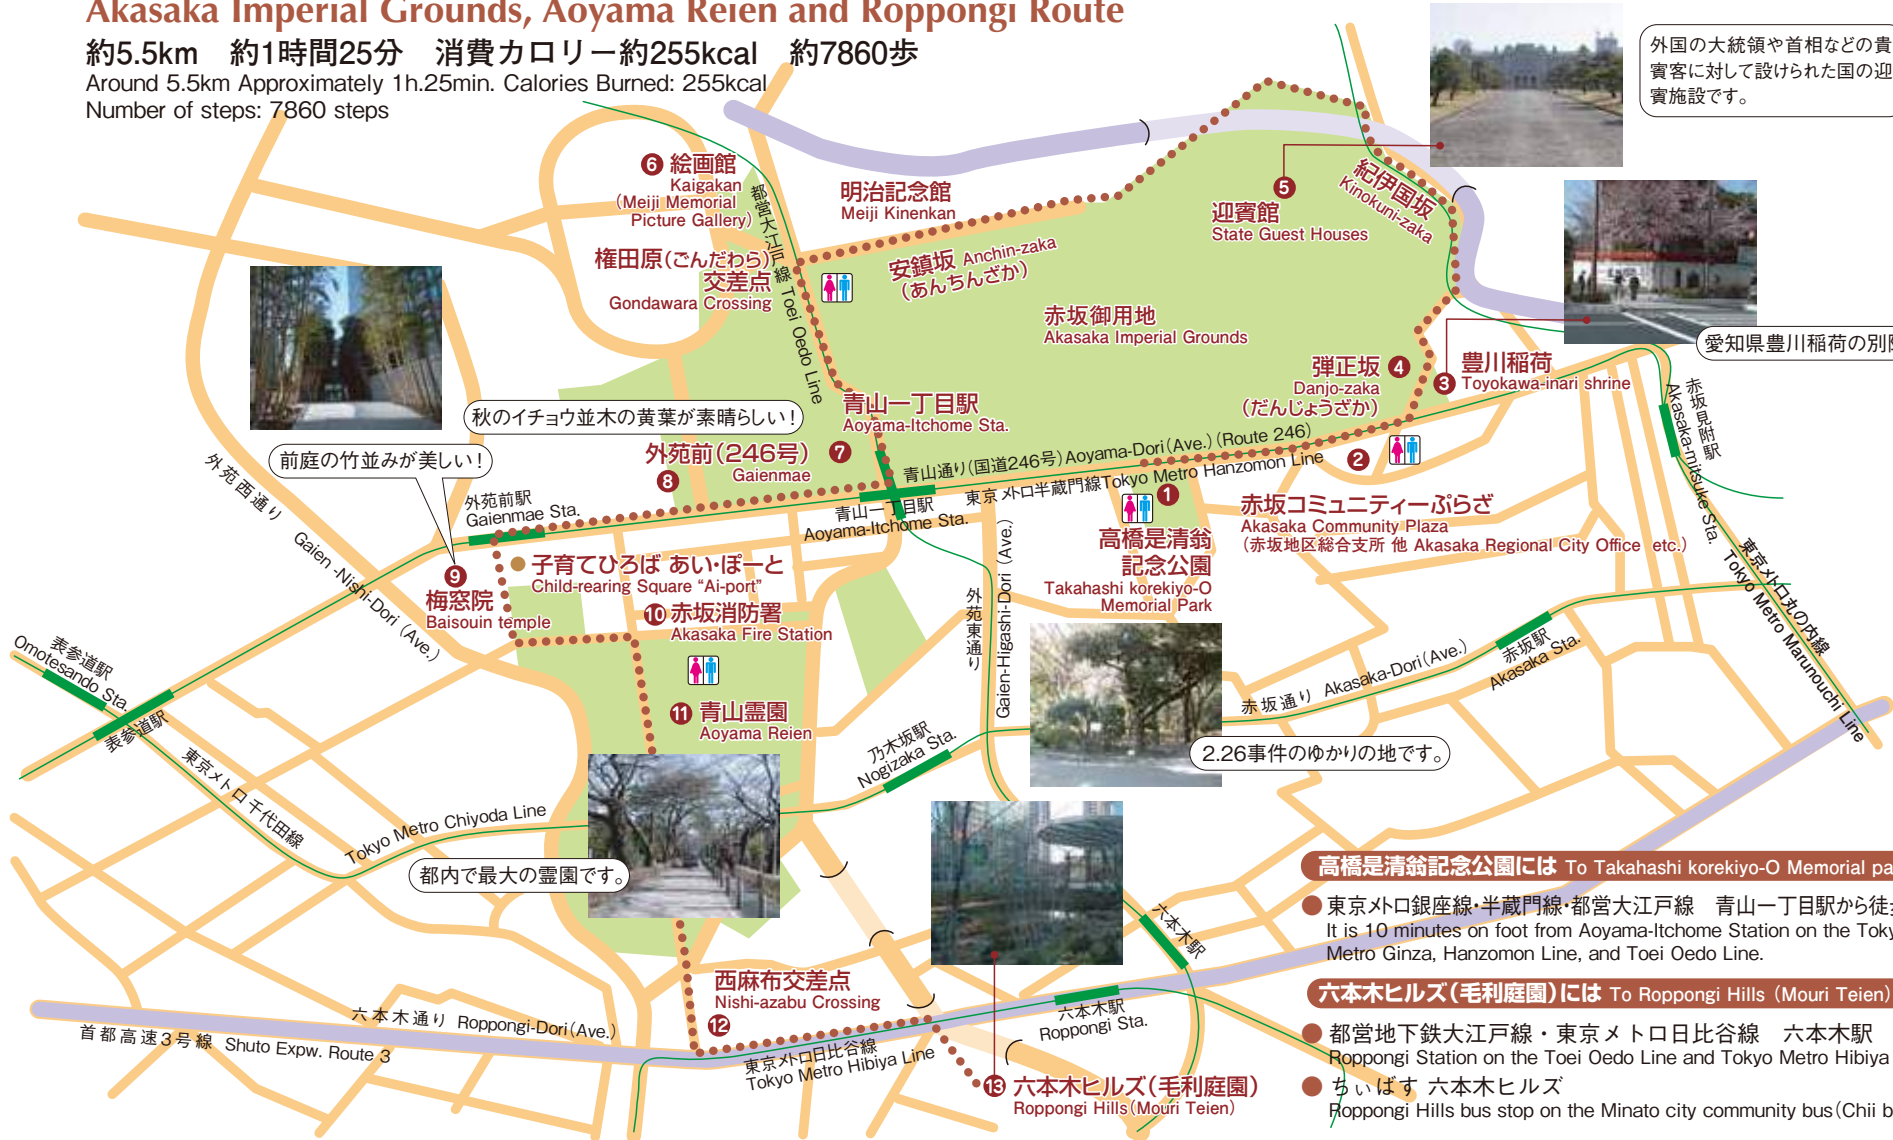 Akasaka Imperial Grounds, Aoyama Reien and Roppongi Route
約5.5km 約1時間25分 消費カロリー約255kcal 約7860歩
Around 5.5km Approximately 1h.25min. Calories Burned: 255kcal
Number of steps: 7860 steps
外国の大統領や首相などの貴
賓客に対して設けられた国の迎
賓施設です。
6 絵画館
Kaigakan
(Meiji Memorial
Picture Gallery)
都営大江戸線 Toei Oedo Line
明治記念館
Meiji Kinenkan
5
迎賓館
State Guest Houses
紀伊国坂
Kinokuni-zaka
権田原(ごんだわら)
交差点
Gondawara Crossing
安鎮坂 Anchin-zaka
(あんちんざか)
赤坂御用地
Akasaka Imperial Grounds
愛知県豊川稲荷の別
弾正坂 4
Danjo-zaka
(だんじょうざか)
3 豊川稲荷
Toyokawa-inari shrine
赤坂見附駅
Akasaka-mitsuke Sta.
秋のイチョウ並木の黄葉が素晴らしい!
青山一丁目駅
Aoyama-Itchome Sta.
前庭の竹並みが美しい!
外苑前(246号) 7
Gaienmae
8
青山通り(国道246号)Aoyama-Dori(Ave.)(Route 246)
東京メトロ半蔵門線Tokyo Metro Hanzomon Line
2
1
外苑西通り
Gaien-Nishi-Dori (Ave.)
外苑前駅
Gaienmae Sta.
青山一丁目駅
Aoyama-Itchome Sta.
赤坂コミュニティーぷらざ
Akasaka Community Plaza
(赤坂地区総合支所 他 Akasaka Regional City Office etc.)
高橋是清翁
記念公園
Takahashi korekiyo-O
Memorial Park
東京メトロ丸の内線
Tokyo Metro Marunouchi Line
9
梅窓院
Baisouin temple
子育てひろば あい・ぽーと
Child-rearing Square “Ai-port”
10 赤坂消防署
Akasaka Fire Station
外苑東通り
Gaien-Higashi-Dori (Ave.)
表参道駅
Omotesando Sta.
表参道駅
赤坂駅
Akasaka Sta.
赤坂通り Akasaka-Dori(Ave.)
11 青山霊園
Aoyama Reien
乃木坂駅
Nogizaka Sta.
2.26事件のゆかりの地です。
東京メトロ千代田線
Tokyo Metro Chiyoda Line
都内で最大の霊園です。
高橋是清翁記念公園には To Takahashi korekiyo-O Memorial pa
東京メトロ銀座線・半蔵門線・都営大江戸線 青山一丁目駅から徒
It is 10 minutes on foot from Aoyama-Itchome Station on the Toky
Metro Ginza, Hanzomon Line, and Toei Oedo Line.
六本木駅
西麻布交差点
Nishi-azabu Crossing
12
六本木駅
Roppongi Sta.
六本木ヒルズ(毛利庭園)には To Roppongi Hills (Mouri Teien)
都営地下鉄大江戸線・東京メトロ日比谷線 六本木駅
Roppongi Station on the Toei Oedo Line and Tokyo Metro Hibiya
ちぃばす 六本木ヒルズ
Roppongi Hills bus stop on the Minato city community bus(Chii b
六本木通り Roppongi-Dori(Ave.)
首都高速3号線 Shuto Expw. Route 3
東京メトロ日比谷線
Tokyo Metro Hibiya Line
13 六本木ヒルズ(毛利庭園)
Roppongi Hills(Mouri Teien)